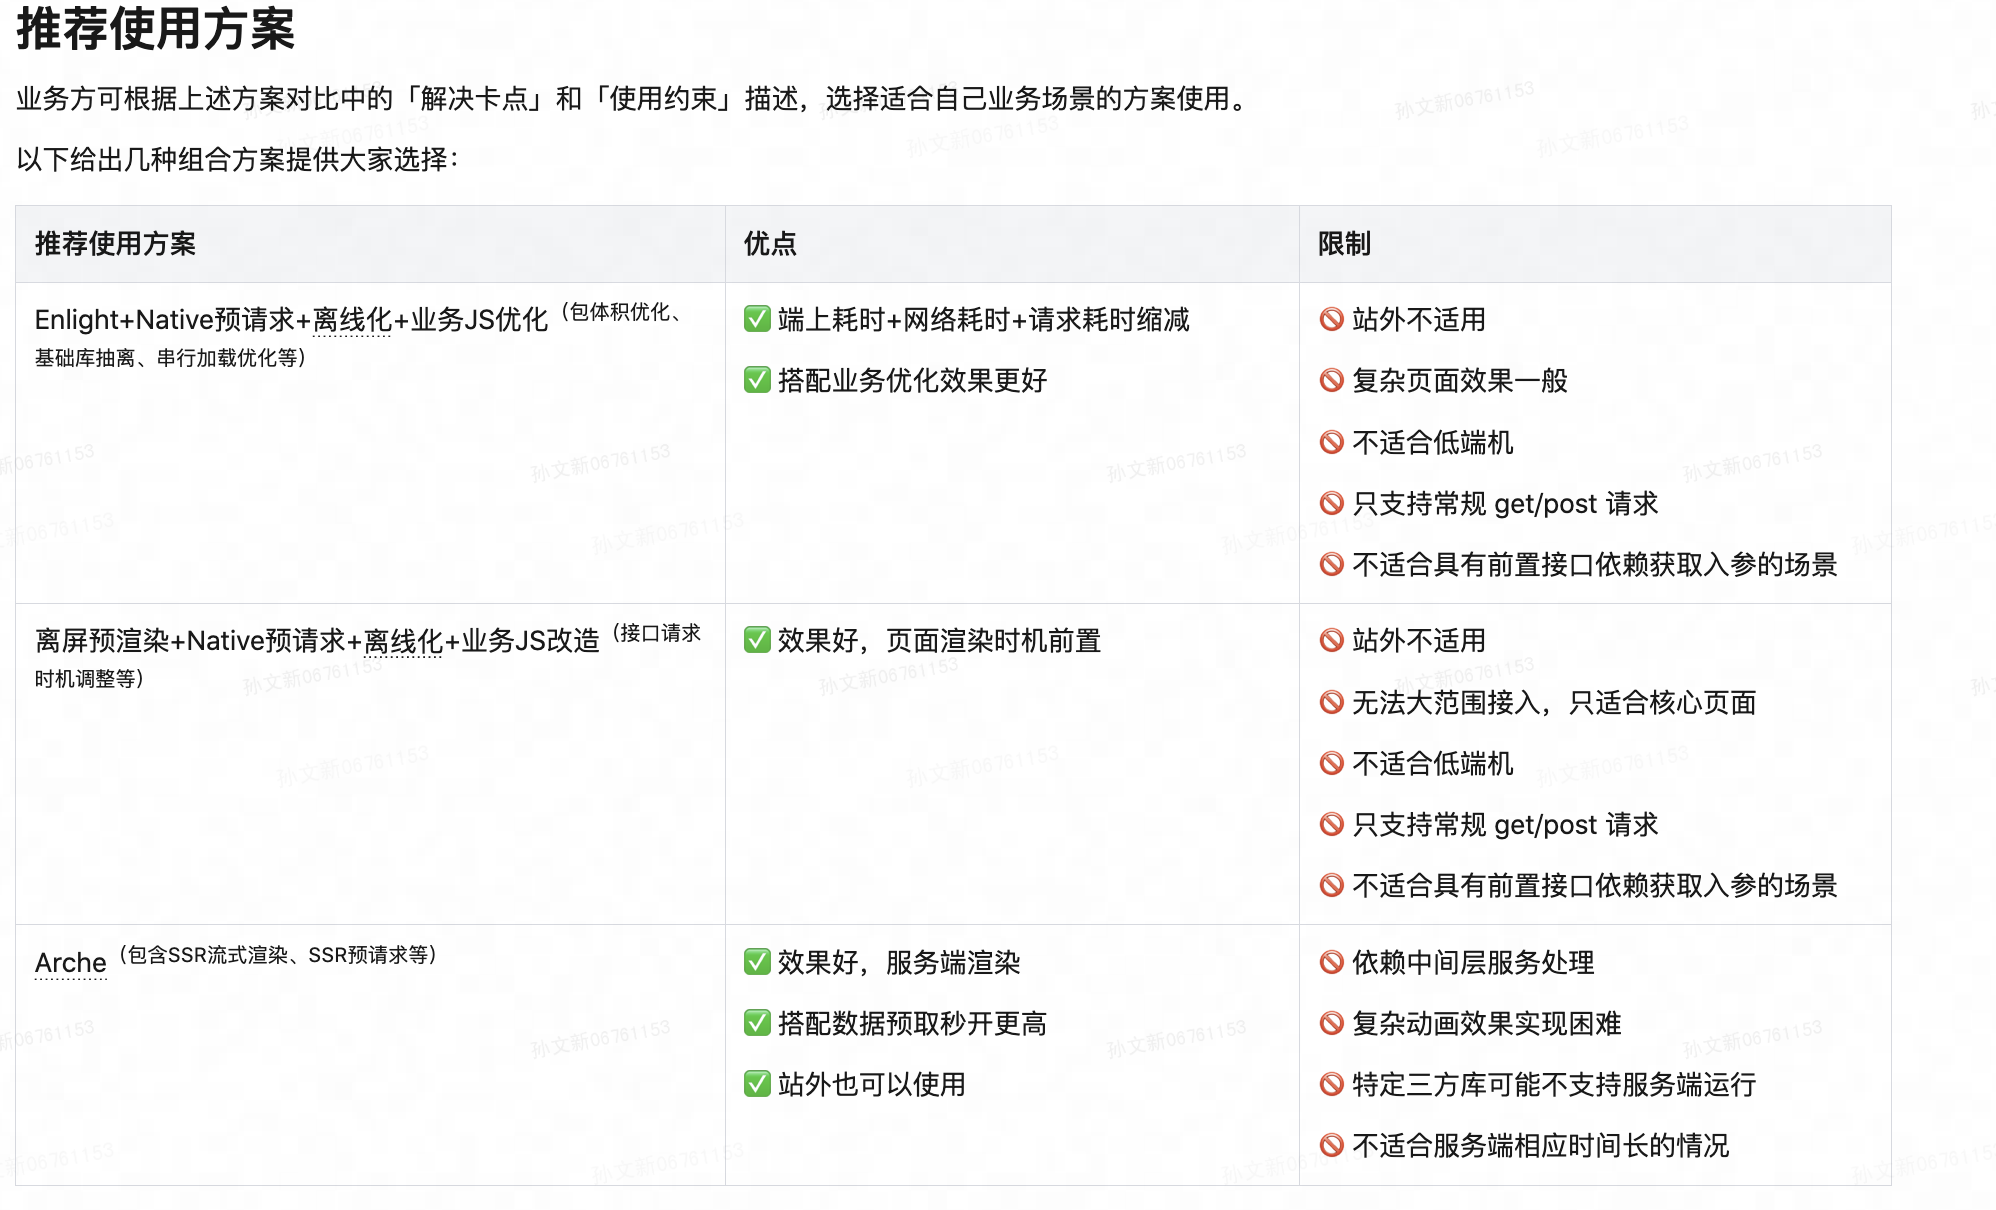 推荐使用方案
业务方可根据上述方案对比中的「解决卡点」和「使用约束」描述，选择适合自己业务场景的方案使用。
以下给出几种组合方案提供大家选择：
推荐使用方案
优点
限制
Enlight+Native预请求+离线化+业务JS优化（包体积优化、
基础库抽离、串行加载优化等）
✅ 端上耗时+网络耗时+请求耗时缩减
✅ 搭配业务优化效果更好
🚫 站外不适用
🚫 复杂页面效果一般
🚫 不适合低端机
🚫 只支持常规 get/post 请求
🚫 不适合具有前置接口依赖获取入参的场景
离屏预渲染+Native预请求+离线化+业务JS改造（接口请求
时机调整等）
✅ 效果好，页面渲染时机前置
🚫 站外不适用
🚫 无法大范围接入，只适合核心页面
🚫 不适合低端机
🚫 只支持常规 get/post 请求
🚫 不适合具有前置接口依赖获取入参的场景
Arche（包含SSR流式渲染、SSR预请求等）
✅ 效果好，服务端渲染
✅ 搭配数据预取秒开更高
✅ 站外也可以使用
🚫 依赖中间层服务处理
🚫 复杂动画效果实现困难
🚫 特定三方库可能不支持服务端运行
🚫 不适合服务端相应时间长的情况
孙文新06761153